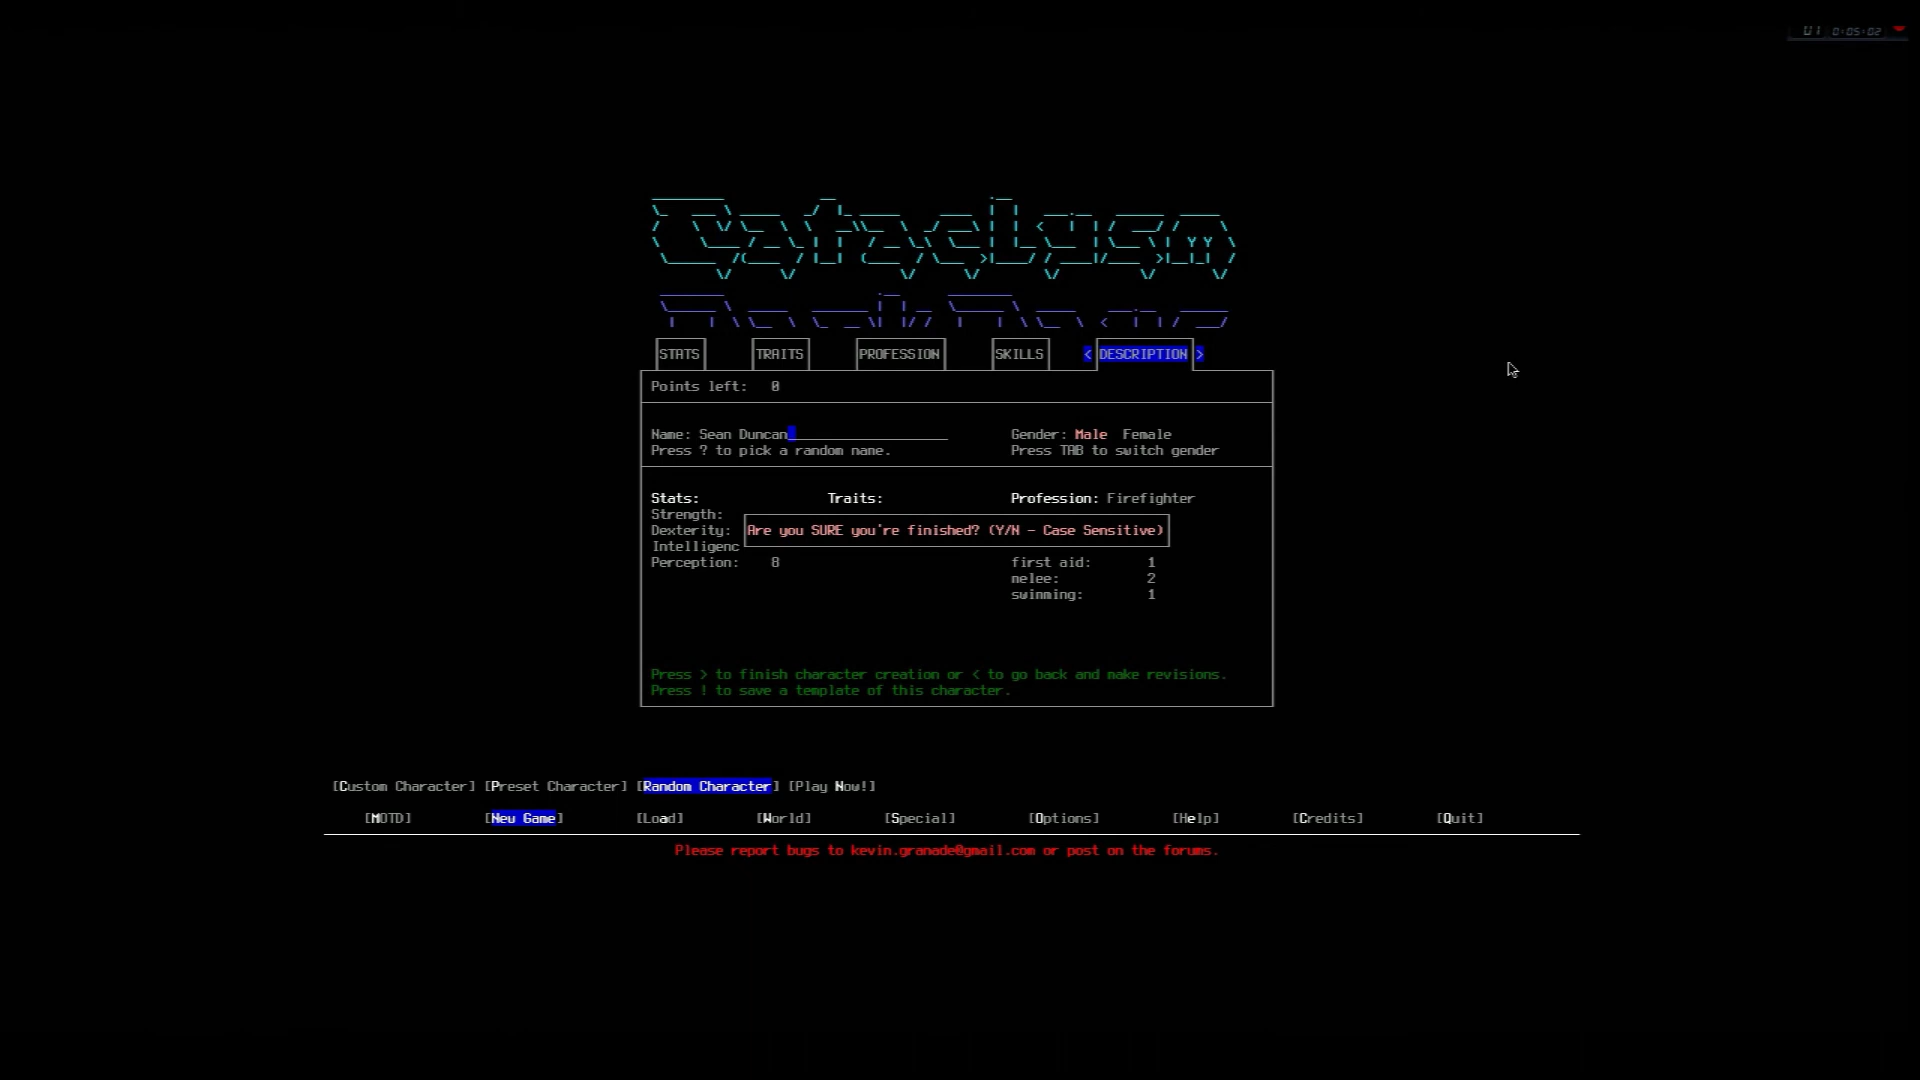 0:05:02
Cataclysm
STATS TRAITS PROFESSION SKILLS < DESCRIPTION >
Points left: 0
Name: Sean Duncan Gender: Male Female
Press ? to pick a random name. Press TAB to switch gender
Stats: Traits: Profession: Firefighter
Strength:
Dexterity: Are you SURE you're finished? (Y/N - Case Sensitive)
Intelligenc
Perception: 8 first aid: 1
melee: 2
swimming: 1
Press > to finish character creation or < to go back and make revisions.
Press ! to save a template of this character.
[Custom Character] [Preset Character] [Random Character] [Play Now!]
[MOTD] [New Game] [Load] [World] [Special] [Options] [Help] [Credits] [Quit]
Please report bugs to kevin.granade@gmail.com or post on the forums.